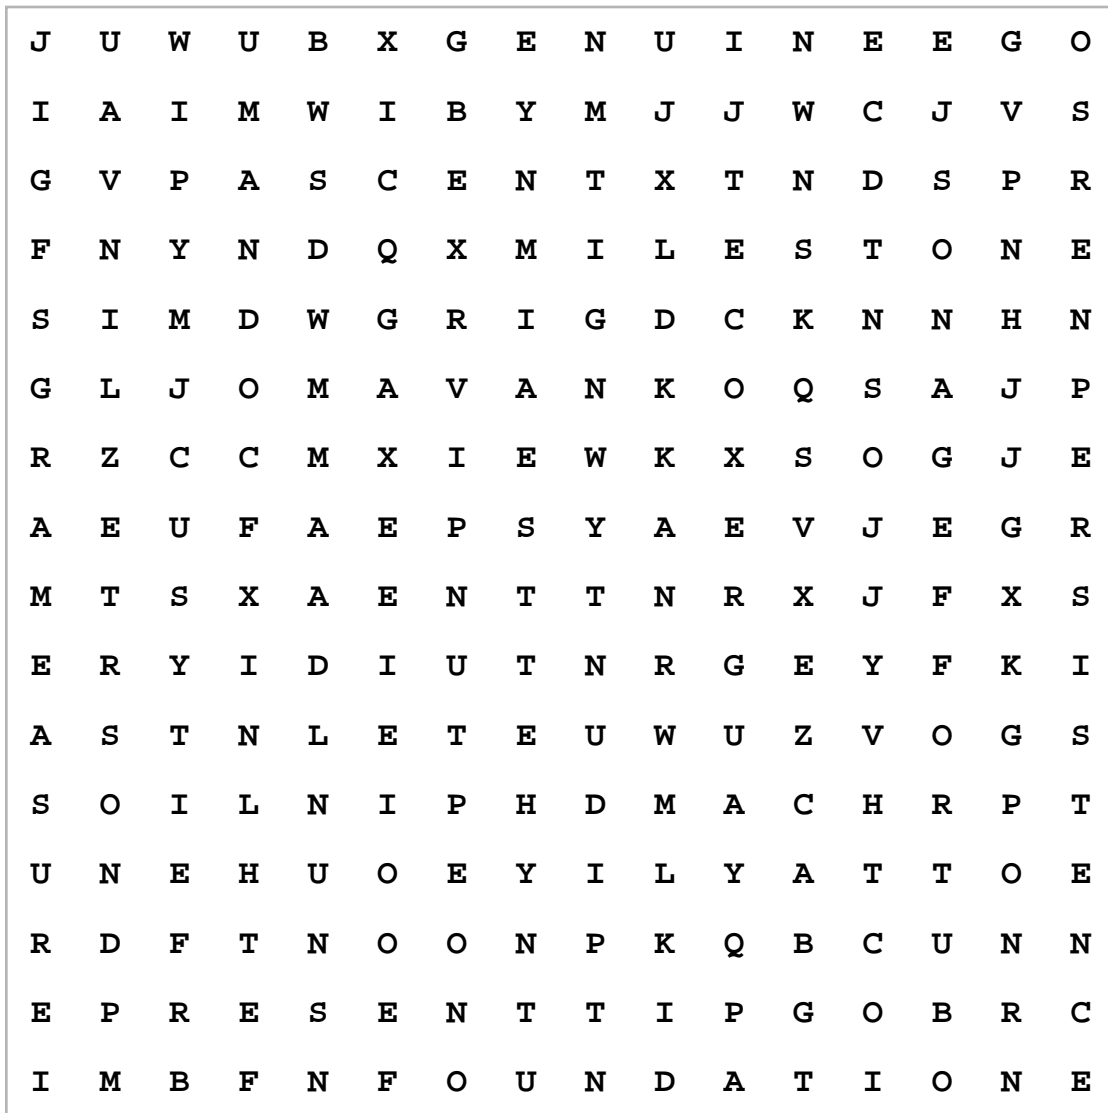 J U W U B X G E N U I N E E G O
I A I M W I B Y M J J W C J V S
G V P A S C E N T X T N D S P R
F N Y N D Q X M I L E S T O N E
S I M D W G R I G D C K N N H N
G L J O M A V A N K O Q S A J P
R Z C C M X I E W K X S O G J E
A E U F A E P S Y A E V J E G R
M T S X A E N T T N R X J F X S
E R Y I D I U T N R G E Y F K I
A S T N L E T E U W U Z V O G S
S O I L N I P H D M A C H R P T
U N E H U O E Y I L Y A T T O E
R D F T N O O N P K Q B C U N N
E P R E S E N T T I P G O B R C
I M B F N F O U N D A T I O N E